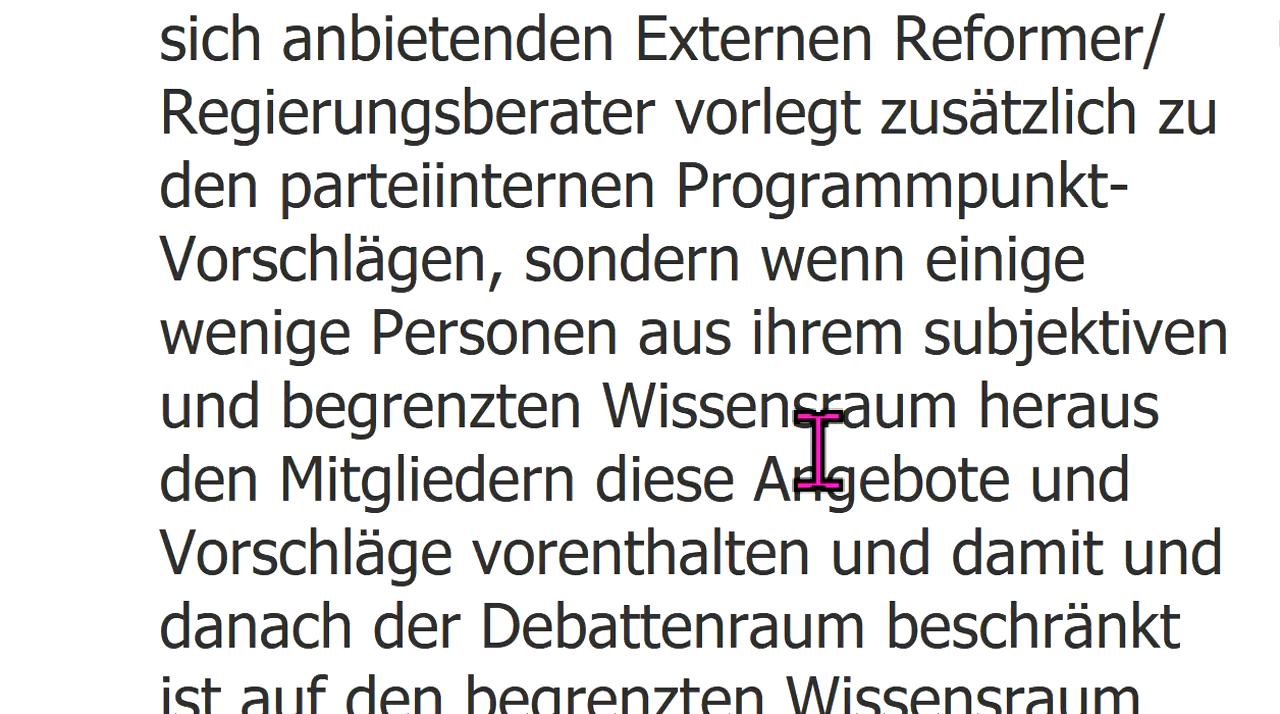 sich anbietenden Externen Reformer/
Regierungsberater vorlegt zusätzlich zu
den parteiinternen Programmpunkt-
Vorschlägen, sondern wenn einige
wenige Personen aus ihrem subjektiven
und begrenzten Wissensraum heraus
den Mitgliedern diese Angebote und
Vorschläge vorenthalten und damit und
danach der Debattenraum beschränkt
ist auf den begrenzten Wissensraum